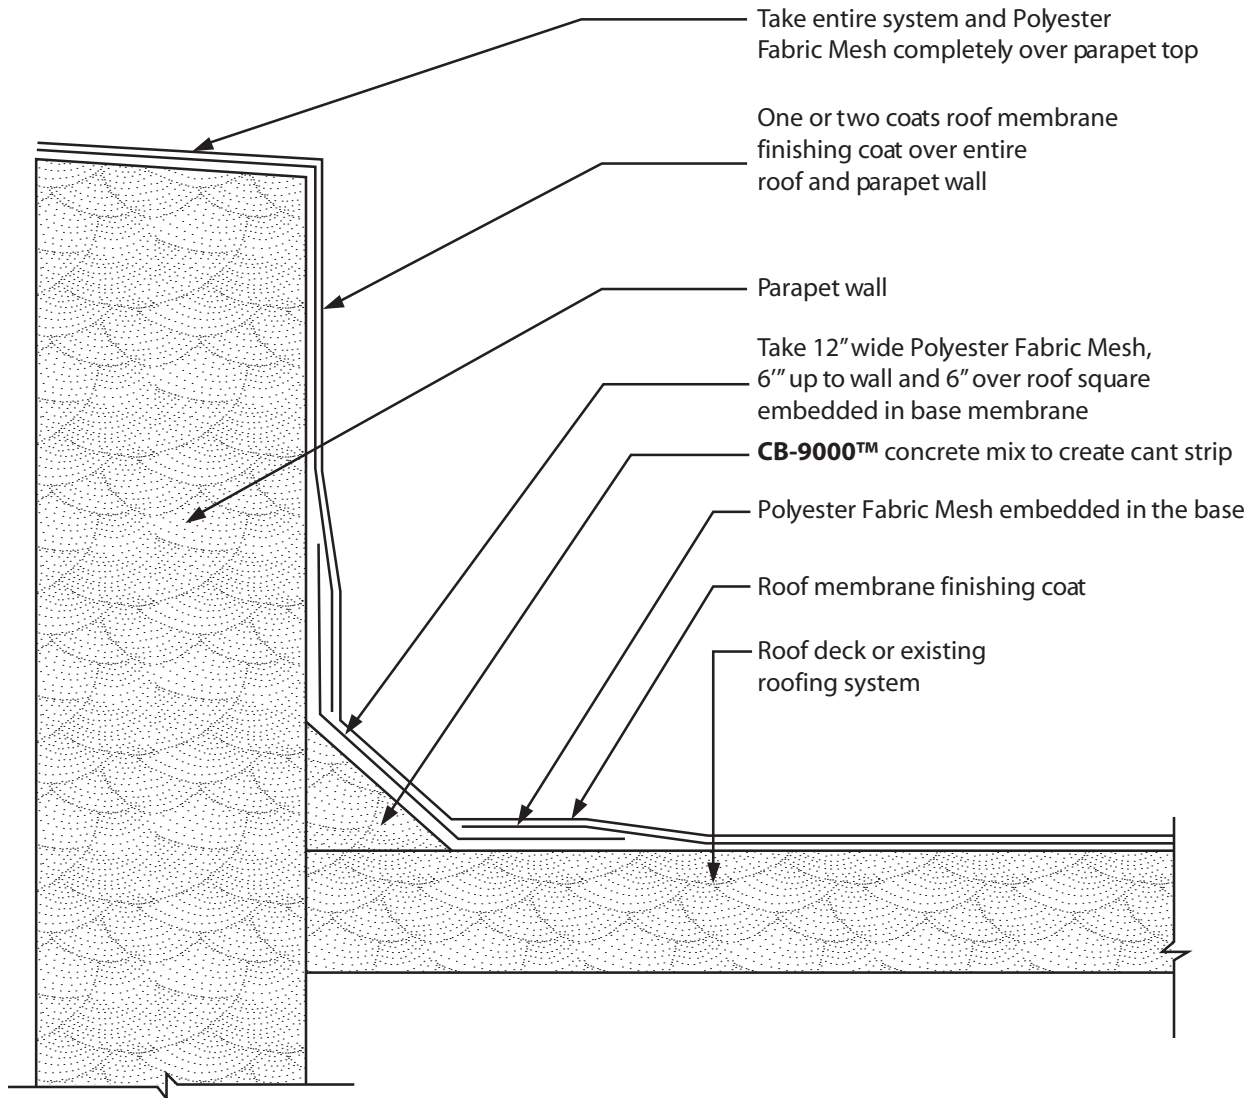 Take entire system and Polyester
Fabric Mesh completely over parapet top
One or two coats roof membrane
finishing coat over entire
roof and parapet wall
Parapet wall
Take 12” wide Polyester Fabric Mesh,
6’” up to wall and 6” over roof square
embedded in base membrane
CB-9000™ concrete mix to create cant strip
Polyester Fabric Mesh embedded in the base
Roof membrane finishing coat
Roof deck or existing
roofing system